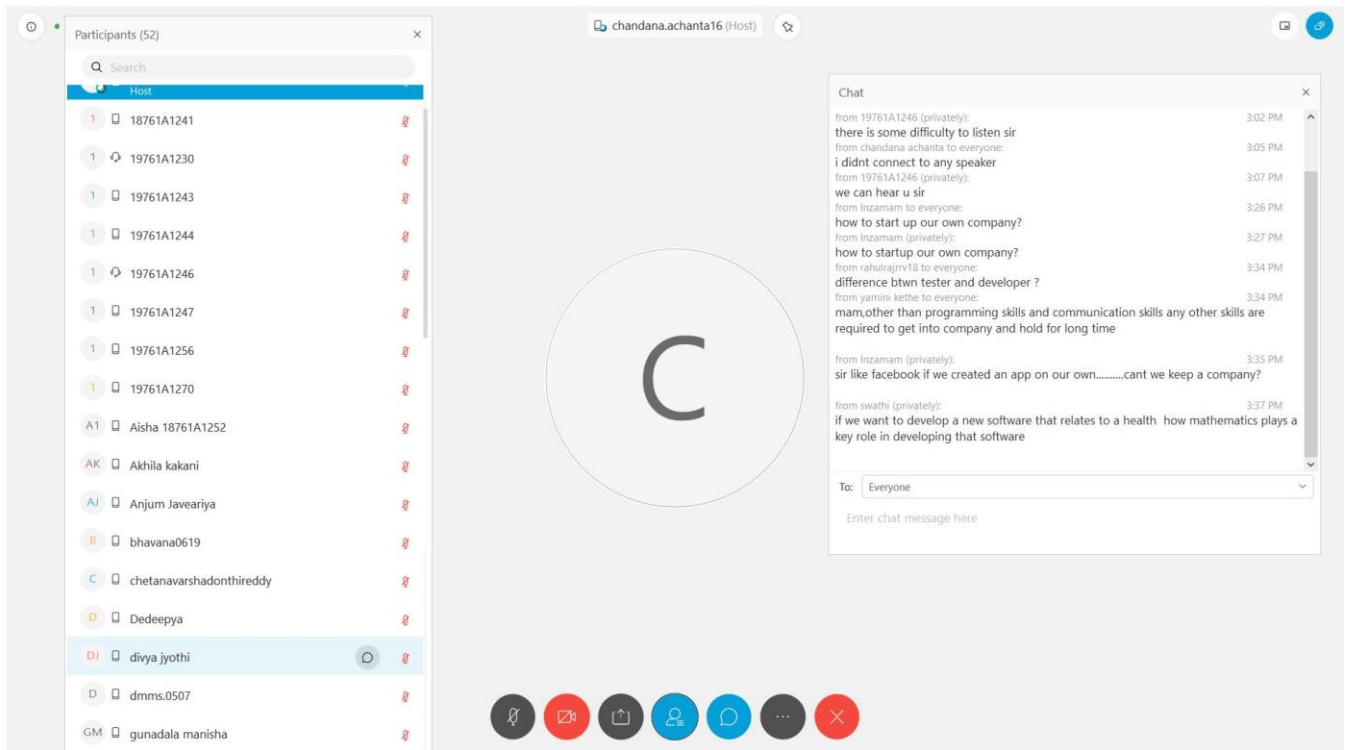 chandana.achanta16 (Host)
Participants (52)
Search
Host
1 18761A1241
1 19761A1230
1 19761A1243
1 19761A1244
1 19761A1246
1 19761A1247
1 19761A1256
1 19761A1270
A1 Aisha 18761A1252
AK Akhila kakani
AJ Anjum Javeariya
B bhavana0619
C chetanavarshadonthireddy
D Dedeepya
DJ divya jyothi
D dmms.0507
GM gunadala manisha
C
Chat
from 19761A1246 (privately): 3:02 PM
there is some difficulty to listen sir
from chandana achanta to everyone: 3:05 PM
i didnt connect to any speaker
from 19761A1246 (privately): 3:07 PM
we can hear u sir
from Inzamam to everyone: 3:26 PM
how to start up our own company?
from Inzamam (privately): 3:27 PM
how to startup our own company?
from rahulrajrrv18 to everyone: 3:34 PM
difference btwn tester and developer ?
from yamini kethe to everyone: 3:34 PM
mam,other than programming skills and communication skills any other skills are
required to get into company and hold for long time
from Inzamam (privately): 3:35 PM
sir like facebook if we created an app on our own..........cant we keep a company?
from swathi (privately): 3:37 PM
if we want to develop a new software that relates to a health how mathematics plays a
key role in developing that software
To: Everyone
Enter chat message here